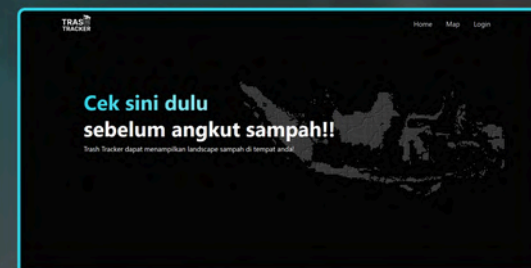 TRASH
TRACKER
Home Map Login
Cek sini dulu
sebelum angkut sampah!!
Trash Tracker dapat menampilkan landscape sampah di tempat anda!